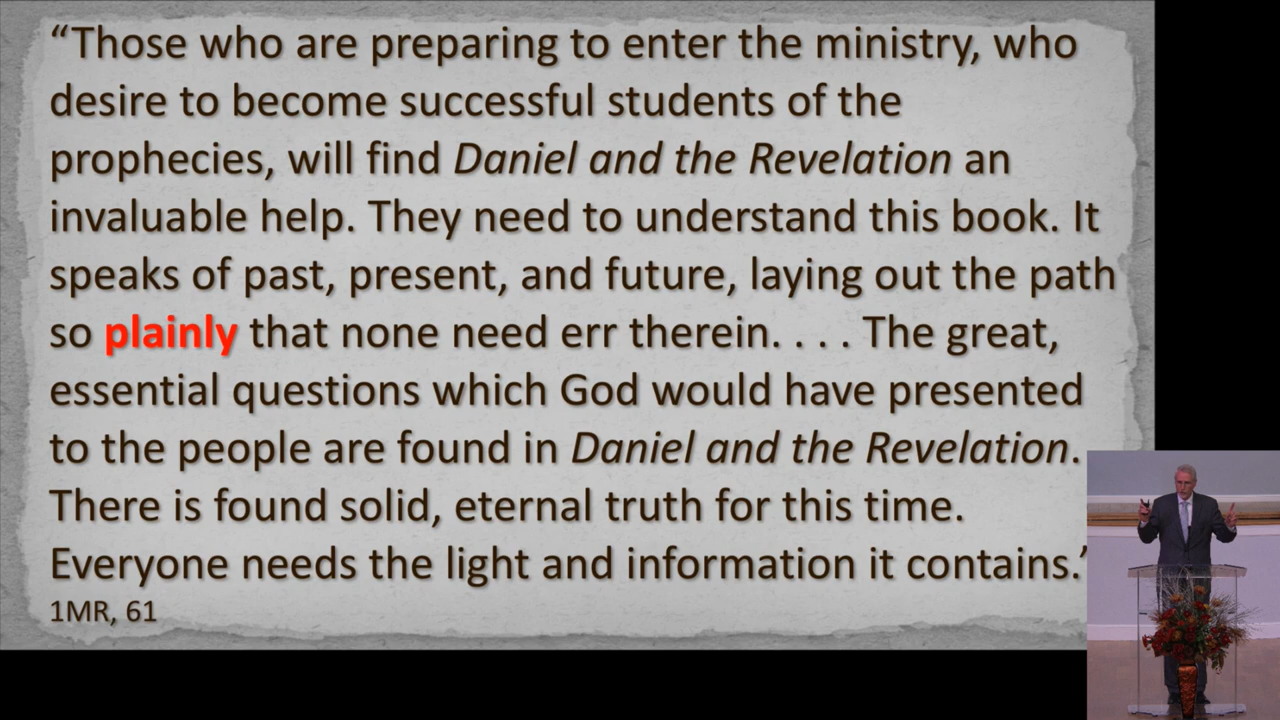 “Those who are preparing to enter the ministry, who
desire to become successful students of the
prophecies, will find Daniel and the Revelation an
invaluable help. They need to understand this book. It
speaks of past, present, and future, laying out the path
so plainly that none need err therein. . . . The great,
essential questions which God would have presented
to the people are found in Daniel and the Revelation.
There is found solid, eternal truth for this time.
Everyone needs the light and information it contains.”
1MR, 61